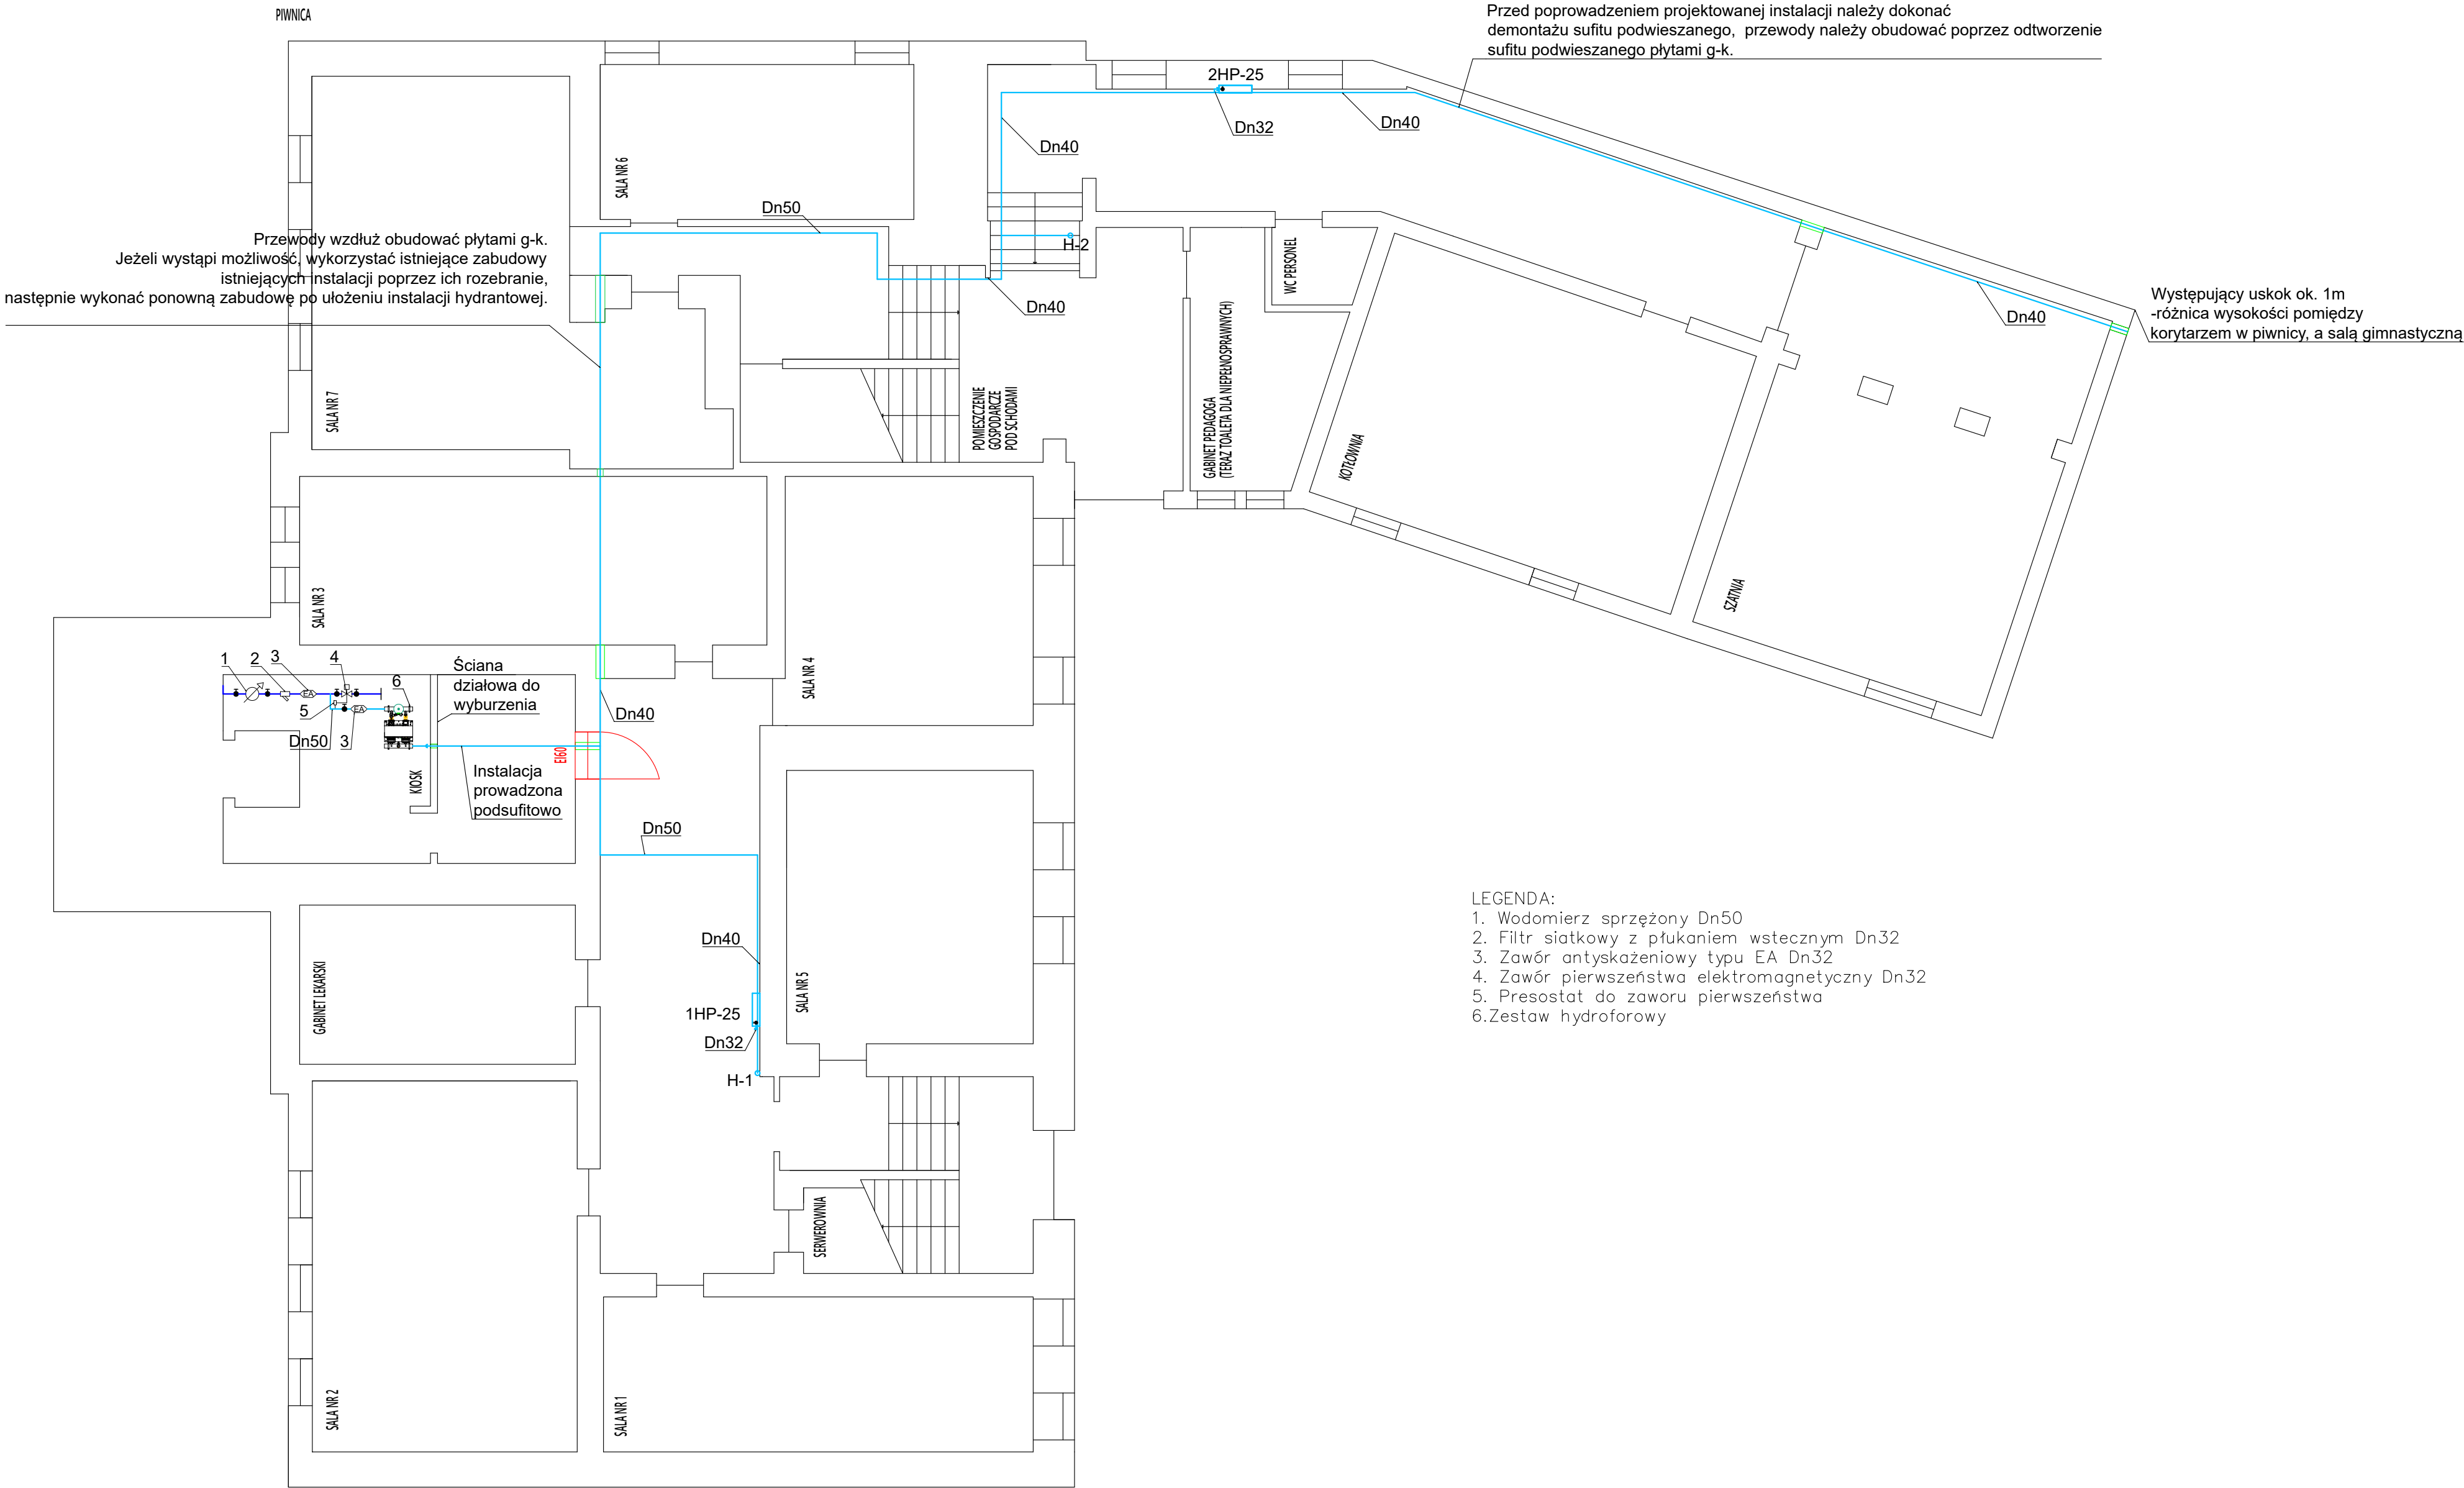 PIWNICA
Przed poprowadzeniem projektowanej instalacji należy dokonać
demontażu sufitu podwieszanego, przewody należy obudować poprzez odtworzenie
sufitu podwieszanego płytami g-k.
2HP-25
Dn32
Dn40
Dn40
SALA NR 6
Dn50
Przewody wzdłuż obudować płytami g-k.
Jeżeli wystąpi możliwość, wykorzystać istniejące zabudowy
istniejących instalacji poprzez ich rozebranie,
następnie wykonać ponowną zabudowę po ułożeniu instalacji hydrantowej.
H-2
WC PERSONEL
Dn40
Dn40
Występujący uskok ok. 1m
-różnica wysokości pomiędzy
korytarzem w piwnicy, a salą gimnastyczną
SALA NR 7
POMIESZCZENIE
GOSPODARCZE
POD SCHODAMI
GABINET PEDAGOGA
(TERAZ TOALETA DLA NIEPEŁNOSPRAWNYCH)
KOTŁOWNIA
SZATNIA
SALA NR 3
SALA NR 4
1
2
3
4
EA
5
EA
6
Dn50
3
Ściana
działowa do
wyburzenia
Dn40
EI60
KIOSK
Instalacja
prowadzona
podsufitowo
Dn50
Dn40
1HP-25
Dn32
H-1
SALA NR 5
GABINET LEKARSKI
SERWEROWNIA
SALA NR 2
SALA NR 1
LEGENDA:
1. Wodomierz sprzężony Dn50
2. Filtr siatkowy z płukaniem wstecznym Dn32
3. Zawór antyskażeniowy typu EA Dn32
4. Zawór pierwszeństwa elektromagnetyczny Dn32
5. Presostat do zaworu pierwszeństwa
6.Zestaw hydroforowy